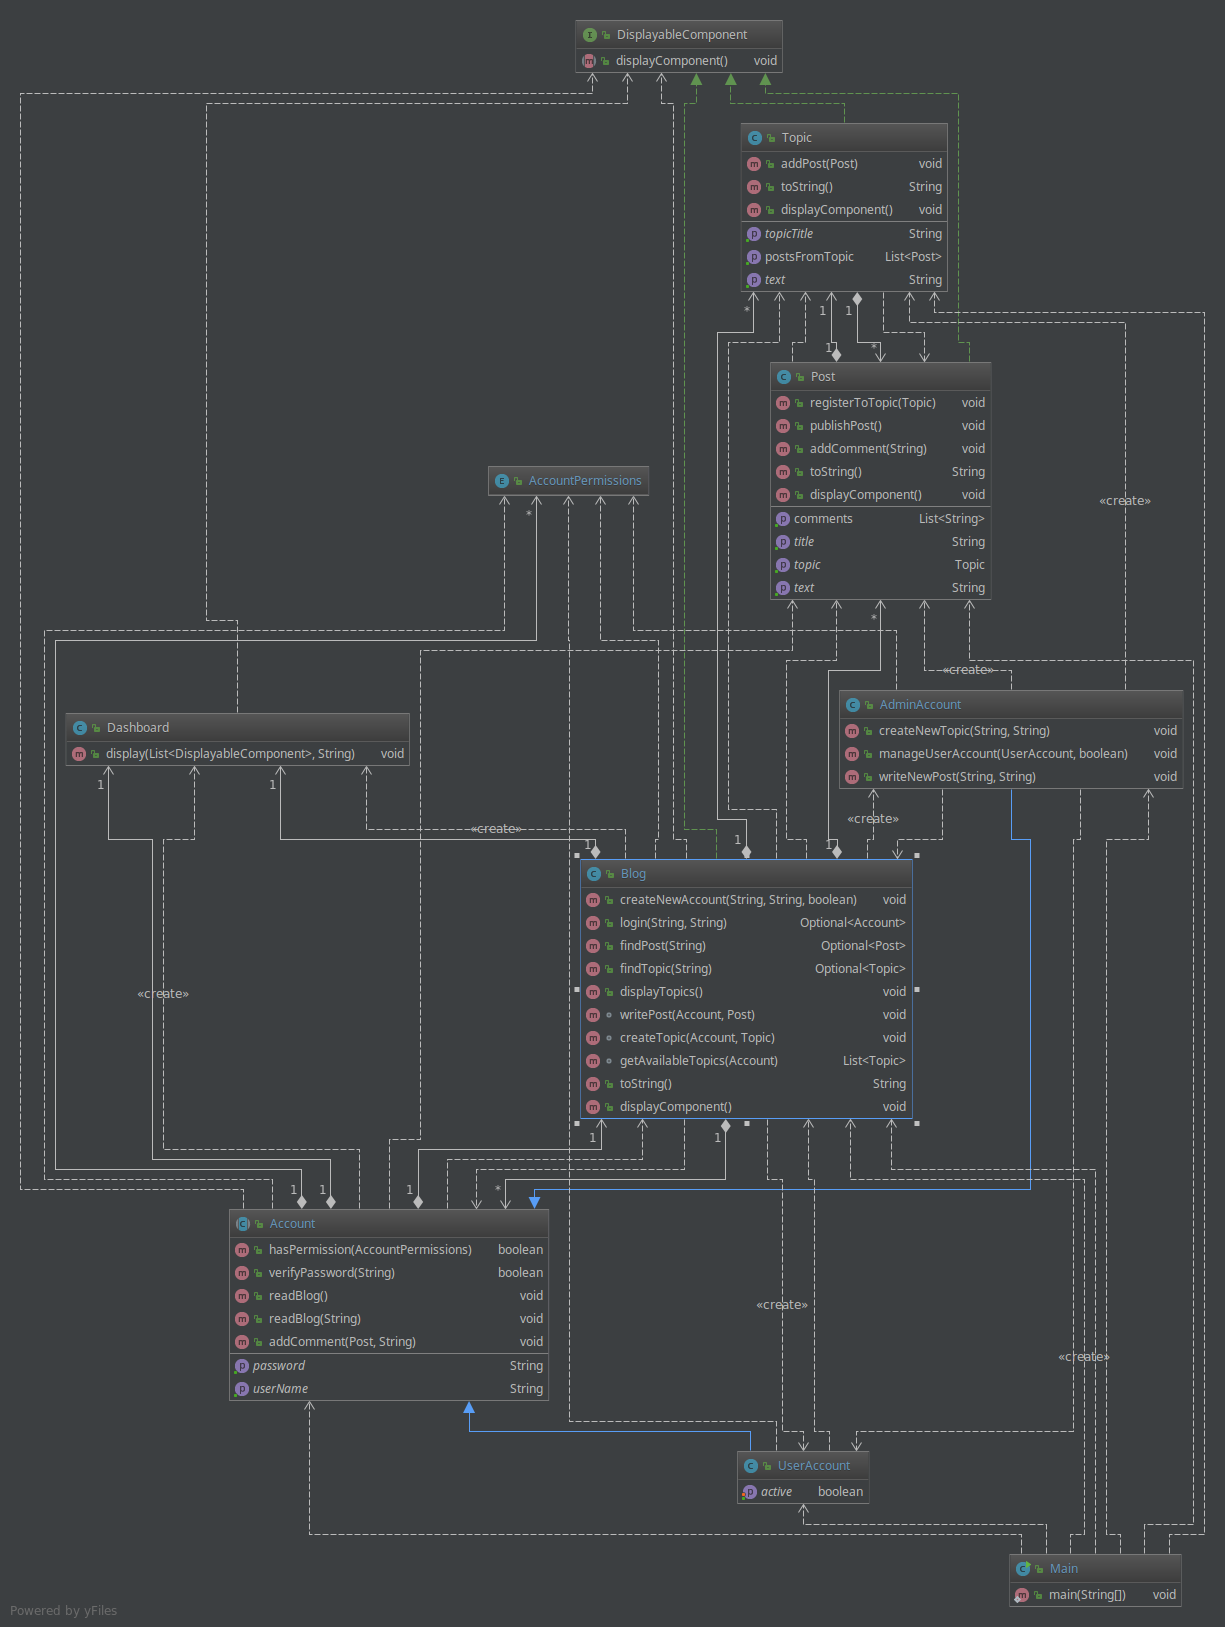 DisplayableComponent
displayComponent() void
Topic
addPost(Post) void
toString() String
displayComponent() void
topicTitle String
postsFromTopic List<Post>
text String
* 1 1
1 *
Post
registerToTopic(Topic) void
publishPost() void
addComment(String) void
toString() String
displayComponent() void
comments List<String>
title String
topic Topic
text String
AccountPermissions
*
«create»
*
«create»
AdminAccount
createNewTopic(String, String) void
manageUserAccount(UserAccount, boolean) void
writeNewPost(String, String) void
Dashboard
display(List<DisplayableComponent>, String) void
1 1
«create» «create»
1 1 1
Blog
createNewAccount(String, String, boolean) void
login(String, String) Optional<Account>
findPost(String) Optional<Post>
findTopic(String) Optional<Topic>
displayTopics() void
writePost(Account, Post) void
createTopic(Account, Topic) void
getAvailableTopics(Account) List<Topic>
toString() String
displayComponent() void
«create»
1 1
1 1 1 *
Account
hasPermission(AccountPermissions) boolean
verifyPassword(String) boolean
readBlog() void
readBlog(String) void
addComment(Post, String) void
password String
userName String
«create»
«create»
UserAccount
active boolean
Main
main(String[]) void
Powered by yFiles